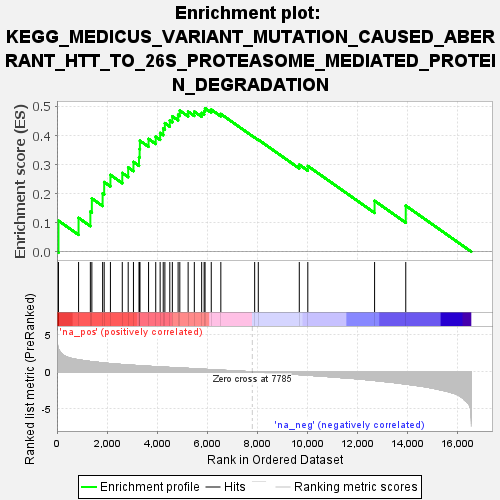 Enrichment plot:
KEGG_MEDICUS_VARIANT_MUTATION_CAUSED_ABER
RANT_HTT_TO_26S_PROTEASOME_MEDIATED_PROTEI
N_DEGRADATION
Enrichment score (ES)
0.5
0.4
0.3
0.2
0.1
0.0
'na_pos' (positively correlated)
Ranked list metric (PreRanked)
5
0
-5
Zero cross at 7785
'na_neg' (negatively correlated)
0 2,000 4,000 6,000 8,000 10,000 12,000 14,000 16,000
Rank in Ordered Dataset
Enrichment profile Hits Ranking metric scores